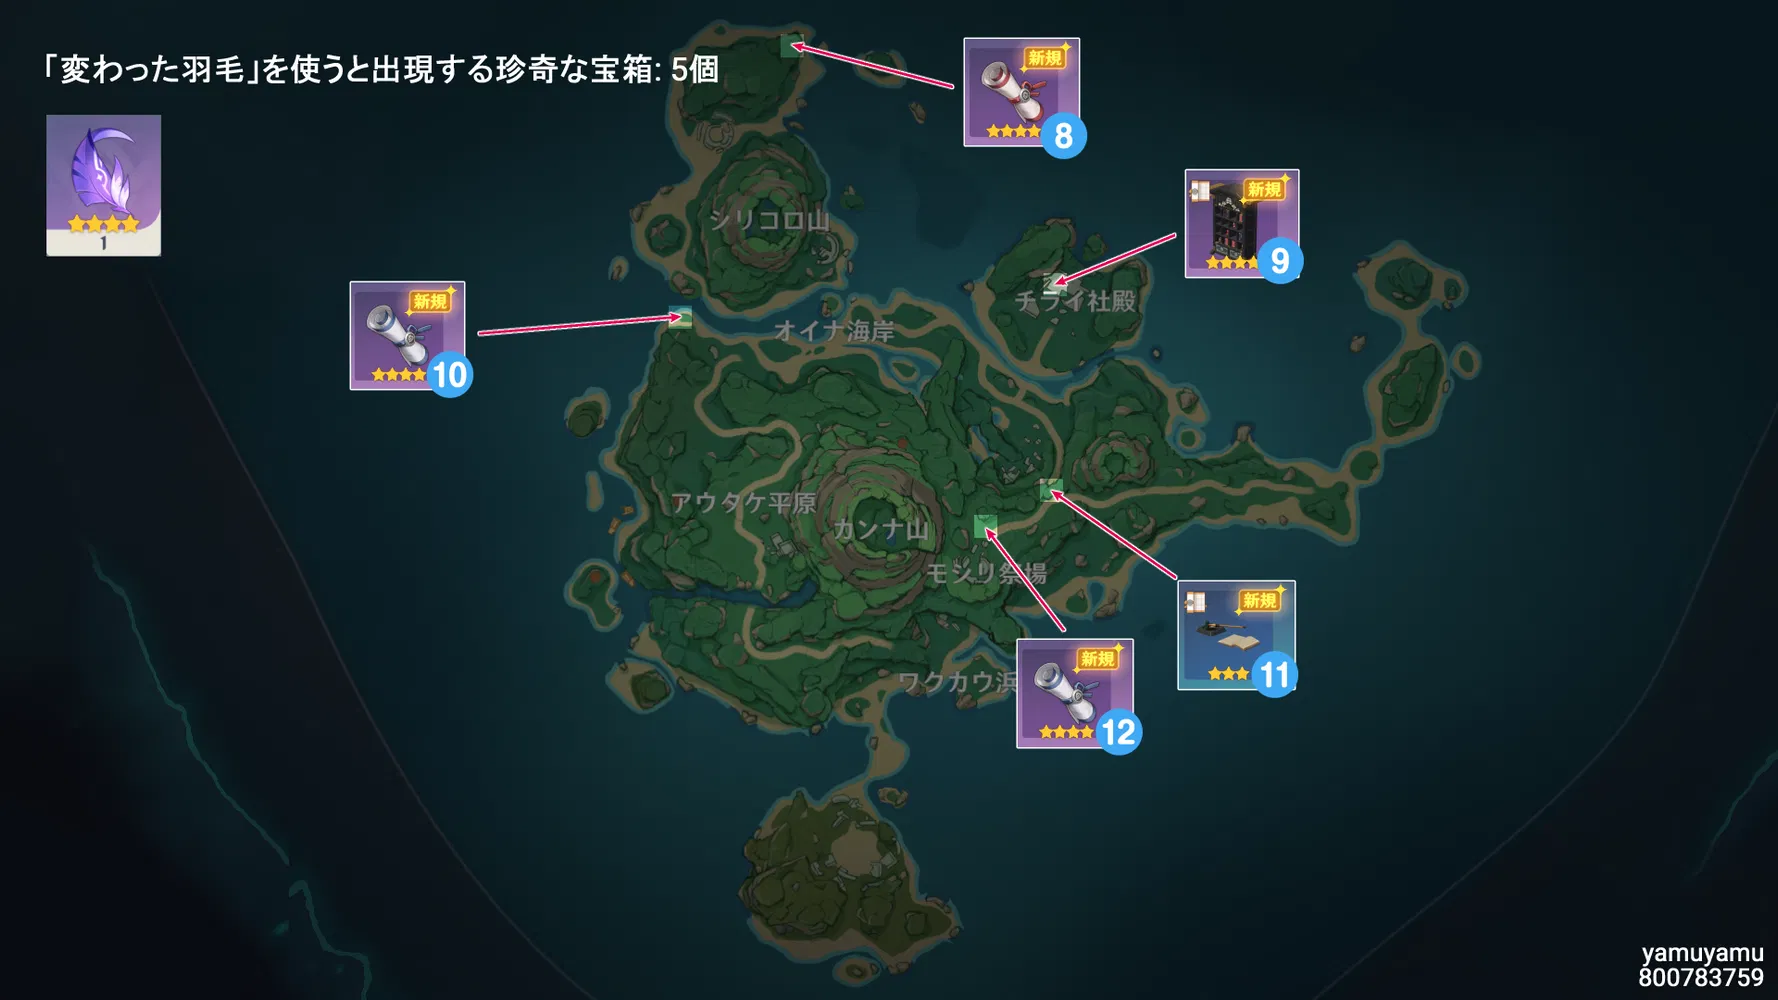 「変わった羽毛」を使うと出現する珍奇な宝箱: 5個
1
新規
8
新規
9
シリコロ山
チライ社殿
新規
10
オイナ海岸
アウタケ平原
カンナ山
モシリ祭場
新規
11
ワクカウ浜
新規
12
yamuyamu
800783759